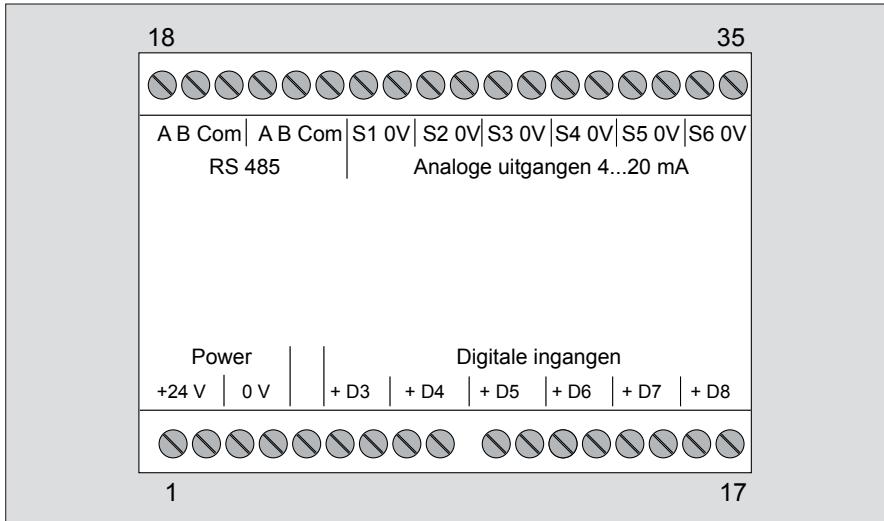 18 35
A B Com A B Com S1 0V S2 0V S3 0V S4 0V S5 0V S6 0V
RS 485 Analoge uitgangen 4...20 mA
Power Digitale ingangen
+24 V 0 V + D3 + D4 + D5 + D6 + D7 + D8
1 17